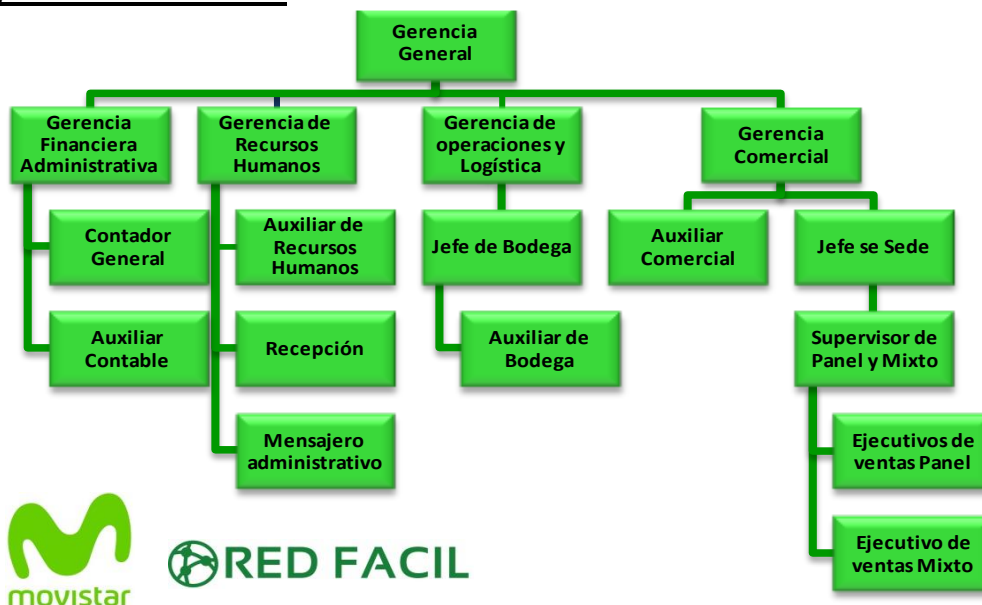 Gerencia
General
Gerencia
Financiera
Administrativa
Gerencia de
Recursos
Humanos
Gerencia de
operaciones y
Logística
Gerencia
Comercial
Contador
General
Auxiliar de
Recursos
Humanos
Jefe de Bodega
Auxiliar
Comercial
Jefe se Sede
Auxiliar
Contable
Recepción
Auxiliar de
Bodega
Supervisor de
Panel y Mixto
Mensajero
administrativo
Ejecutivos de
ventas Panel
Ejecutivo de
ventas Mixto
movistar
RED FACIL